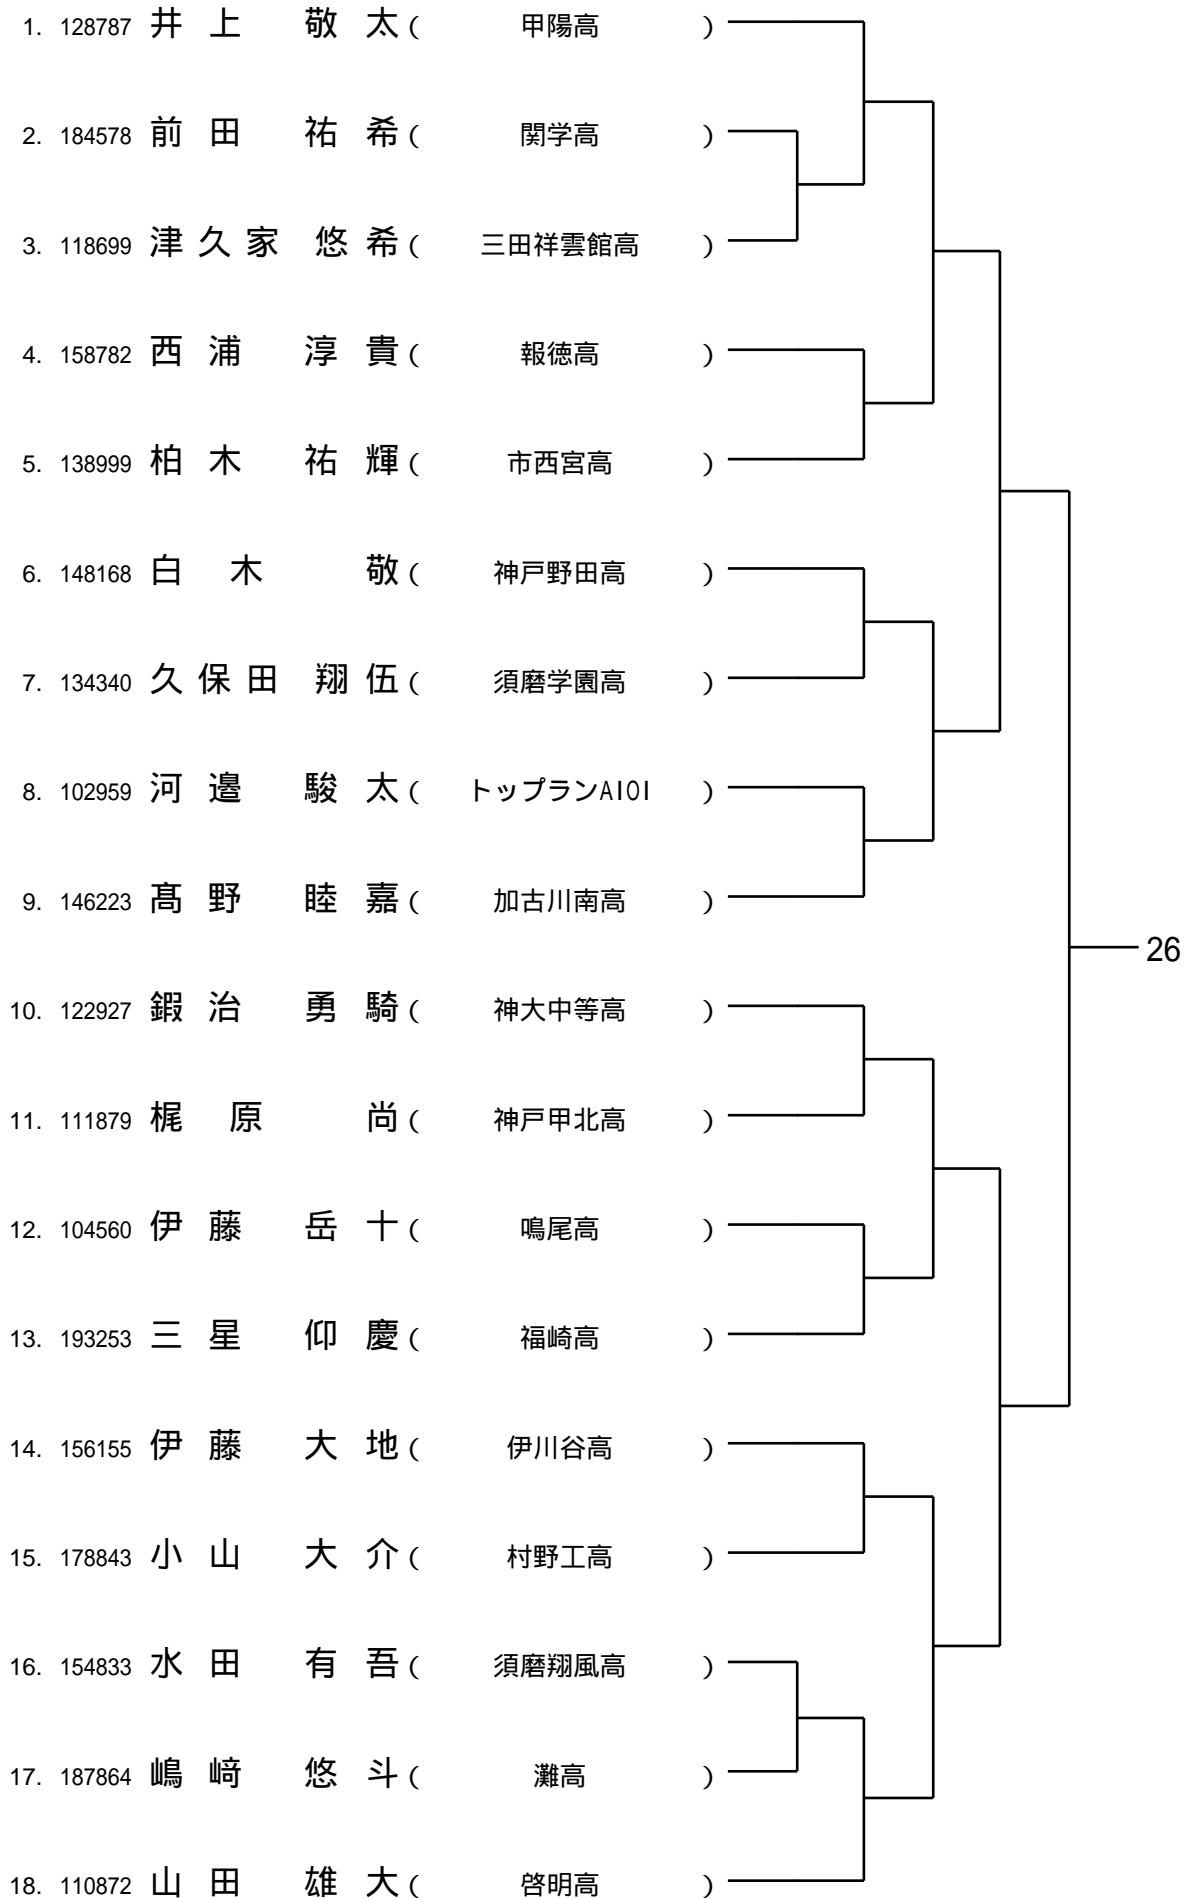 1. 128787 井上 敬太 ( 甲陽高 )
2. 184578 前田 祐希 ( 関学高 )
3. 118699 津久家 悠希 ( 三田祥雲館高 )
4. 158782 西浦 淳貴 ( 報徳高 )
5. 138999 柏木 祐輝 ( 市西宮高 )
6. 148168 白木 敬 ( 神戸野田高 )
7. 134340 久保田 翔伍 ( 須磨学園高 )
8. 102959 河邉 駿太 ( トップランAIOI )
9. 146223 髙野 睦嘉 ( 加古川南高 )
26
10. 122927 鍜治 勇騎 ( 神大中等高 )
11. 111879 梶原 尚 ( 神戸甲北高 )
12. 104560 伊藤 岳十 ( 鳴尾高 )
13. 193253 三星 仰慶 ( 福崎高 )
14. 156155 伊藤 大地 ( 伊川谷高 )
15. 178843 小山 大介 ( 村野工高 )
16. 154833 水田 有吾 ( 須磨翔風高 )
17. 187864 嶋﨑 悠斗 ( 灘高 )
18. 110872 山田 雄大 ( 啓明高 )